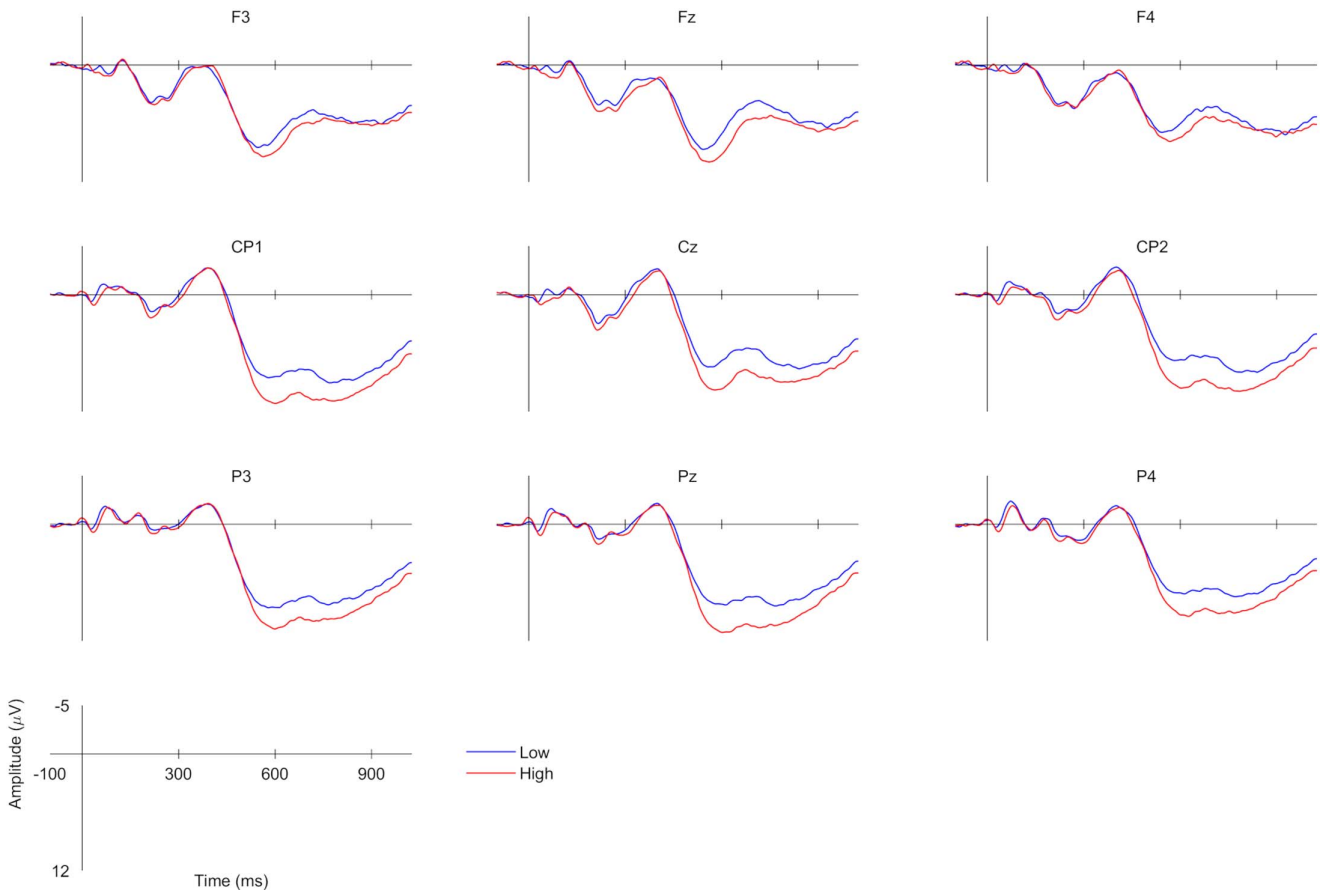 F3 Fz F4
CP1 Cz CP2
P3 Pz P4
Amplitude (μV)
-5
-100 300 600 900
12
Time (ms)
Low
High